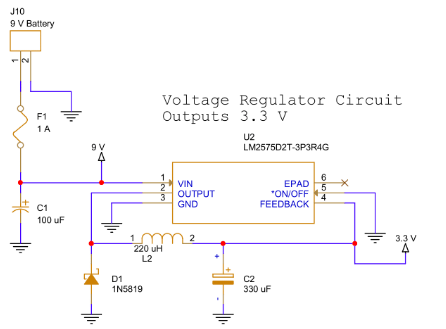 J10
9 V Battery
1 2
Voltage Regulator Circuit
Outputs 3.3 V
F1
1 A
U2
LM2575D2T-3P3R4G
9 V
1 VIN EPAD 6
2 OUTPUT *ON/OFF 5
3 GND FEEDBACK 4
C1
100 uF
+
1 220 uH 2
L2
3.3 V
D1
1N5819
+
+
C2
330 uF
-